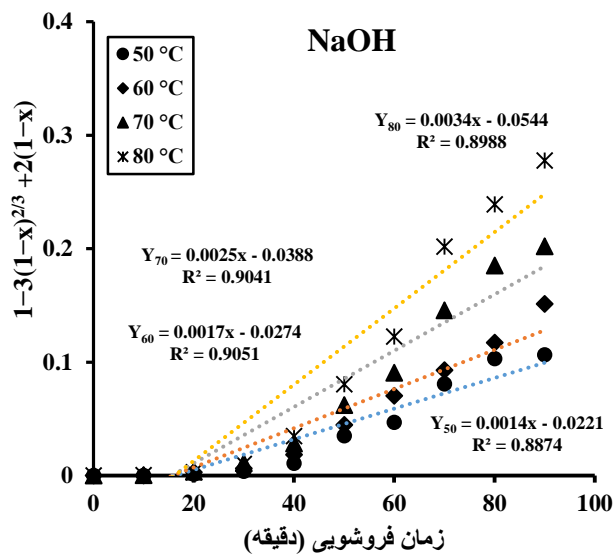 NaOH
50 °C
60 °C
70 °C
80 °C
Y80 = 0.0034x - 0.0544
R² = 0.8988
Y70 = 0.0025x - 0.0388
R² = 0.9041
Y60 = 0.0017x - 0.0274
R² = 0.9051
Y50 = 0.0014x - 0.0221
R² = 0.8874
1−3(1−x)^2/3 +2(1−x)
0.4
0.3
0.2
0.1
0
0 20 40 60 80 100
زمان فروشویی (دقیقه)